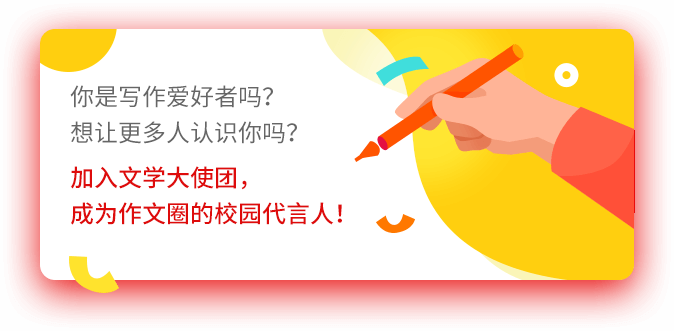 你是写作爱好者吗？
想让更多人认识你吗？
加入文学大使团，
成为作文圈的校园代言人！